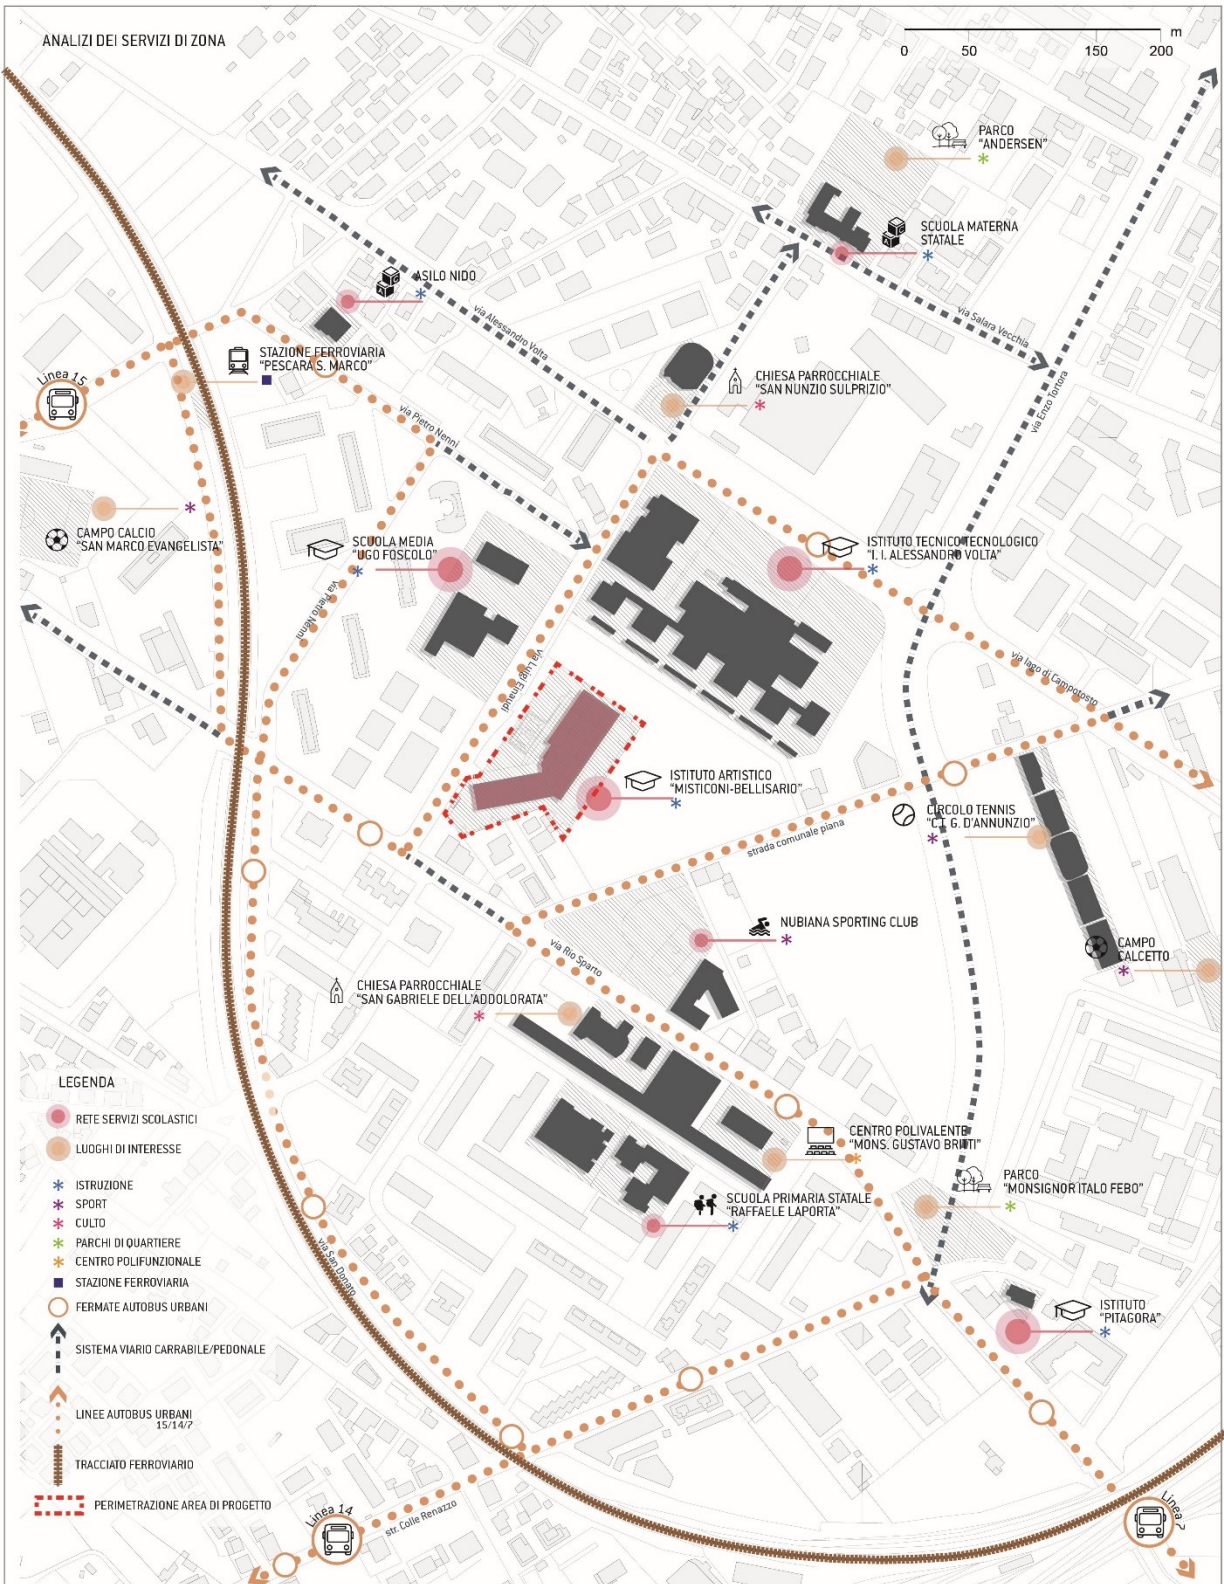 ANALIZI DEI SERVIZI DI ZONA
m
0 50 150 200
PARCO
"ANDERSEN"
SCUOLA MATERNA
STATALE
ASILO NIDO
via Alessandro Volta
via Salara Vecchia
STAZIONE FERROVIARIA
"PESCARA S. MARCO"
Linea 15
CHIESA PARROCCHIALE
"SAN NUNZIO SULPRIZIO"
via Enzo Tortora
via Pietro Nenni
CAMPO CALCIO
"SAN MARCO EVANGELISTA"
SCUOLA MEDIA
"UGO FOSCOLO"
ISTITUTO TECNICO TECNOLOGICO
"I. I. ALESSANDRO VOLTA"
via Pietro Nenni
via Luigi Einaudi
via lago di Campotosto
ISTITUTO ARTISTICO
"MISTICONI-BELLISARIO"
CIRCOLO TENNIS
"C.T. G. D'ANNUNZIO"
strada comunale piana
NUBIANA SPORTING CLUB
CAMPO
CALCETTO
via Rio Sparto
CHIESA PARROCCHIALE
"SAN GABRIELE DELL'ADDOLORATA"
CENTRO POLIVALENTE
"MONS. GUSTAVO BRITTI"
PARCO
"MONSIGNOR ITALO FEBO"
SCUOLA PRIMARIA STATALE
"RAFFAELE LAPORTA"
via San Donato
ISTITUTO
"PITAGORA"
LEGENDA
RETE SERVIZI SCOLASTICI
LUOGHI DI INTERESSE
ISTRUZIONE
SPORT
CULTO
PARCHI DI QUARTIERE
CENTRO POLIFUNZIONALE
STAZIONE FERROVIARIA
FERMATE AUTOBUS URBANI
SISTEMA VIARIO CARRABILE/PEDONALE
LINEE AUTOBUS URBANI
15/14/7
TRACCIATO FERROVIARIO
PERIMETRAZIONE AREA DI PROGETTO
Linea 14
str. Colle Renazzo
Linea 7